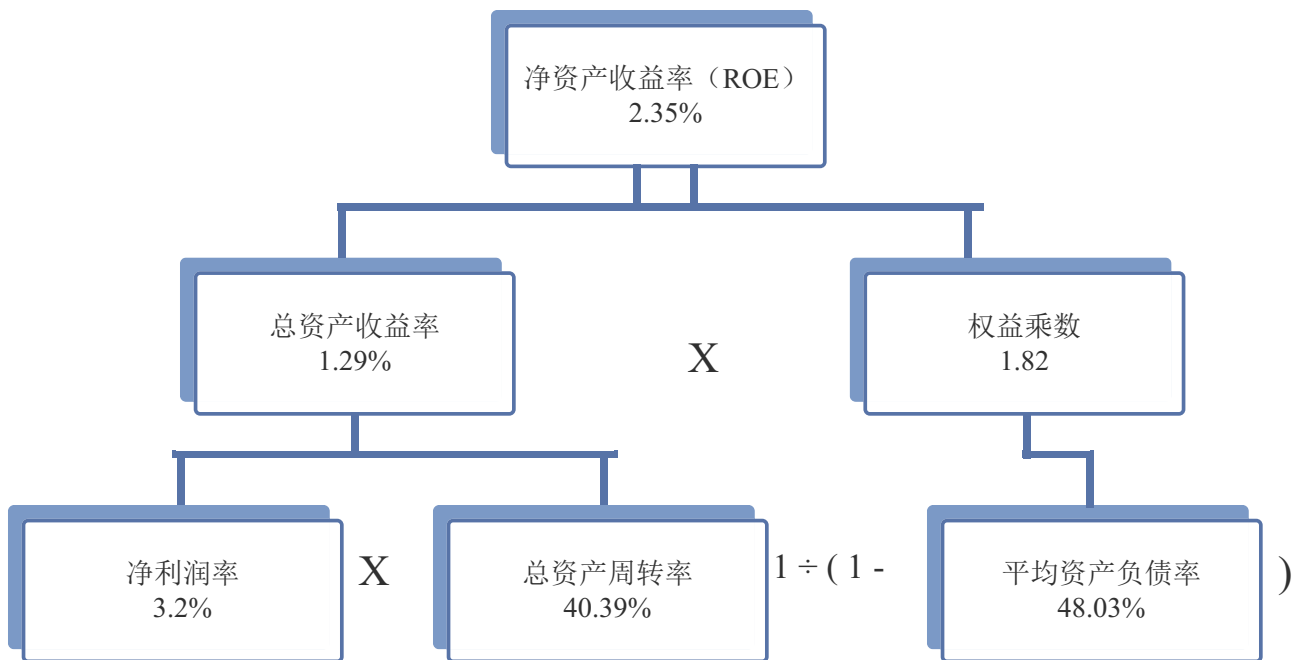 净资产收益率（ROE）
2.35%
总资产收益率
1.29%
X
权益乘数
1.82
净利润率
3.2%
X
总资产周转率
40.39%
1 ÷ ( 1 -
平均资产负债率
48.03%
)